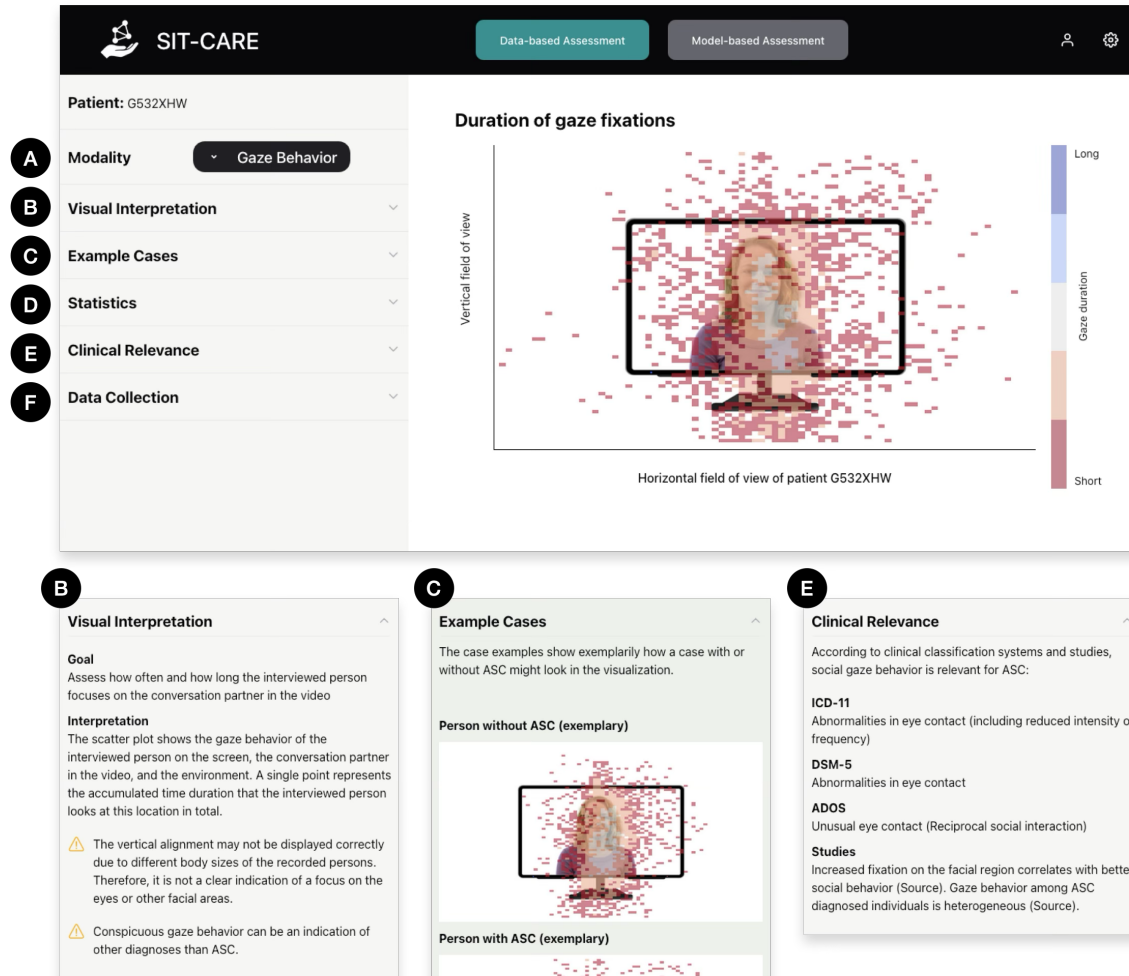 SIT-CARE
Data-based Assessment
Model-based Assessment
Patient: G532XHW
A
Modality
Gaze Behavior
B
Visual Interpretation
C
Example Cases
D
Statistics
E
Clinical Relevance
F
Data Collection
Duration of gaze fixations
Vertical field of view
Horizontal field of view of patient G532XHW
Long
Gaze duration
Short
B
Visual Interpretation
Goal
Assess how often and how long the interviewed person
focuses on the conversation partner in the video
Interpretation
The scatter plot shows the gaze behavior of the
interviewed person on the screen, the conversation partner
in the video, and the environment. A single point represents
the accumulated time duration that the interviewed person
looks at this location in total.
The vertical alignment may not be displayed correctly
due to different body sizes of the recorded persons.
Therefore, it is not a clear indication of a focus on the
eyes or other facial areas.
Conspicuous gaze behavior can be an indication of
other diagnoses than ASC.
C
Example Cases
The case examples show exemplarily how a case with or
without ASC might look in the visualization.
Person without ASC (exemplary)
Person with ASC (exemplary)
E
Clinical Relevance
According to clinical classification systems and studies,
social gaze behavior is relevant for ASC:
ICD-11
Abnormalities in eye contact (including reduced intensity o
frequency)
DSM-5
Abnormalities in eye contact
ADOS
Unusual eye contact (Reciprocal social interaction)
Studies
Increased fixation on the facial region correlates with bette
social behavior (Source). Gaze behavior among ASC
diagnosed individuals is heterogeneous (Source).